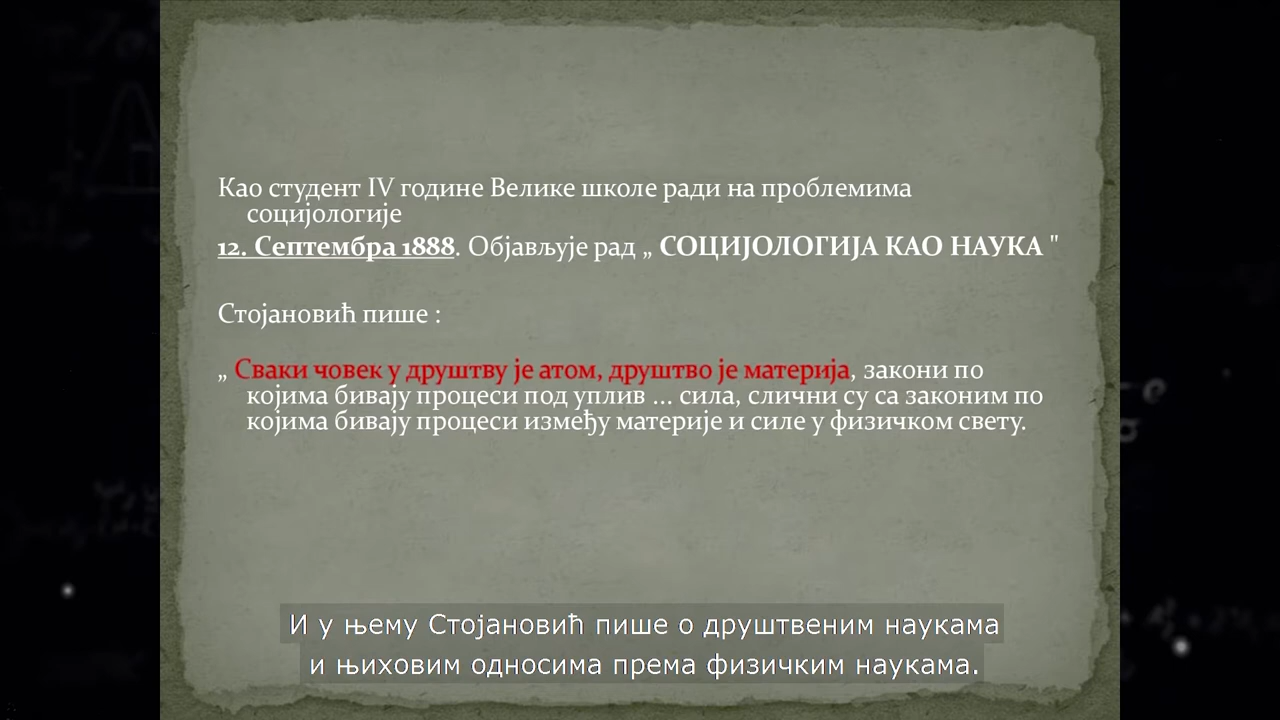 Као студент IV године Велике школе ради на проблемима
социјологије
12. Септембра 1888. Објављује рад „ СОЦИЈОЛОГИЈА КАО НАУКА "
Стојановић пише :
„ Сваки човек у друштву је атом, друштво је материја, закони по
којима бивају процеси под уплив ... сила, слични су са законим по
којима бивају процеси између материје и силе у физичком свету.
И у њему Стојановић пише о друштвеним наукама
и њиховим односима према физичким наукама.